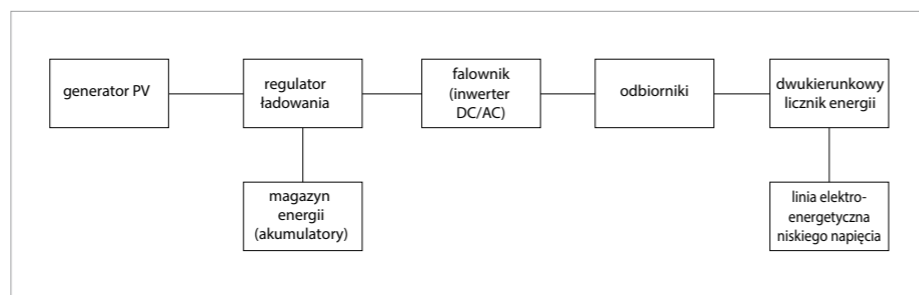 generator PV
regulator
ładowania
falownik
(inwerter
DC/AC)
odbiorniki
dwukierunkowy
licznik energii
magazyn
energii
(akumulatory)
linia elektro-
energetyczna
niskiego napięcia